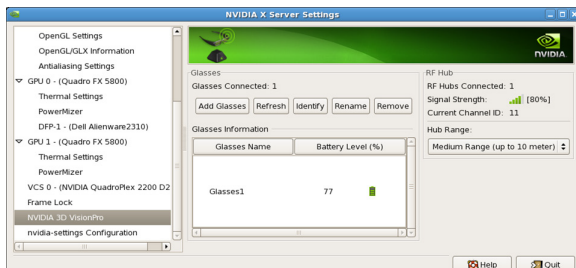 NVIDIA X Server Settings
OpenGL Settings
OpenGL/GLX Information
Antialiasing Settings
GPU 0 - (Quadro FX 5800)
Thermal Settings
PowerMizer
DFP-1 - (Dell Alienware2310)
GPU 1 - (Quadro FX 5800)
Thermal Settings
PowerMizer
VCS 0 - (NVIDIA QuadroPlex 2200 D2
Frame Lock
NVIDIA 3D VisionPro
nvidia-settings Configuration
NVIDIA
Glasses
Glasses Connected: 1
Add Glasses Refresh Identify Rename Remove
Glasses Information
Glasses Name Battery Level (%)
Glasses1 77
RF Hub
RF Hubs Connected: 1
Signal Strength: [80%]
Current Channel ID: 11
Hub Range:
Medium Range (up to 10 meter)
Help Quit